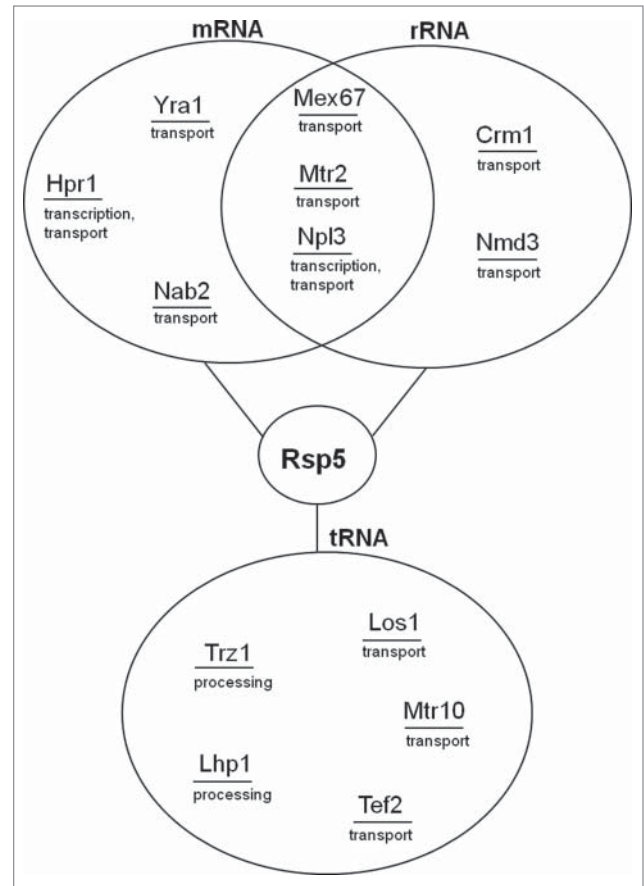 mRNA
rRNA
Yra1
transport
Hpr1
transcription,
transport
Nab2
transport
Mex67
transport
Mtr2
transport
Npl3
transcription,
transport
Crm1
transport
Nmd3
transport
Rsp5
tRNA
Trz1
processing
Los1
transport
Mtr10
transport
Lhp1
processing
Tef2
transport